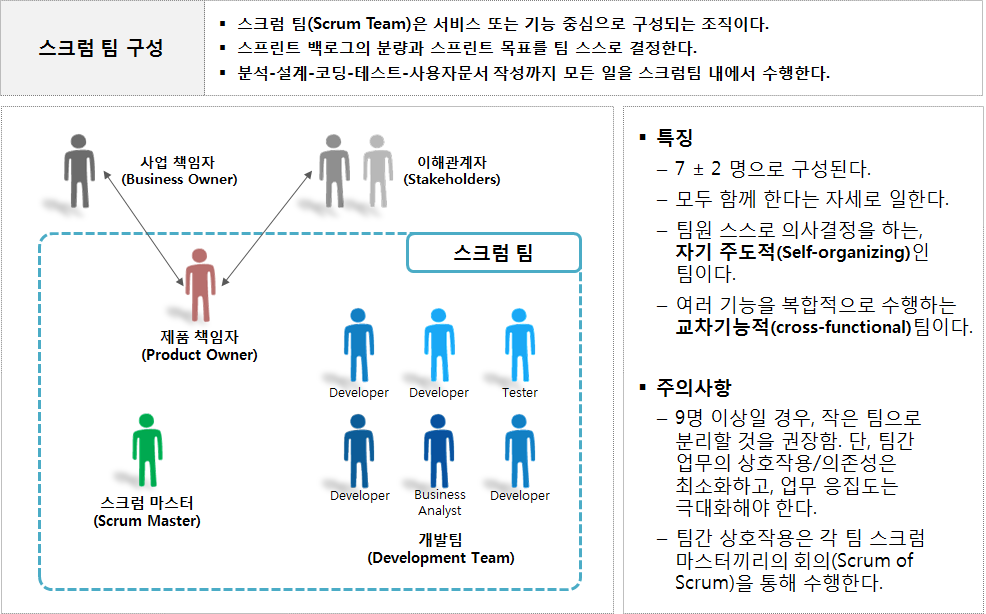 스크럼 팀 구성
▪ 스크럼 팀(Scrum Team)은 서비스 또는 기능 중심으로 구성되는 조직이다.
▪ 스프린트 백로그의 분량과 스프린트 목표를 팀 스스로 결정한다.
▪ 분석-설계-코딩-테스트-사용자문서 작성까지 모든 일을 스크럼팀 내에서 수행한다.
사업 책임자
(Business Owner)
이해관계자
(Stakeholders)
스크럼 팀
제품 책임자
(Product Owner)
Developer
Developer
Tester
스크럼 마스터
(Scrum Master)
Developer
Business
Analyst
Developer
개발팀
(Development Team)
▪ 특징
– 7 ± 2 명으로 구성된다.
– 모두 함께 한다는 자세로 일한다.
– 팀원 스스로 의사결정을 하는,
자기 주도적(Self-organizing)인
팀이다.
– 여러 기능을 복합적으로 수행하는
교차기능적(cross-functional)팀이다.
▪ 주의사항
– 9명 이상일 경우, 작은 팀으로
분리할 것을 권장함. 단, 팀간
업무의 상호작용/의존성은
최소화하고, 업무 응집도는
극대화해야 한다.
– 팀간 상호작용은 각 팀 스크럼
마스터끼리의 회의(Scrum of
Scrum)을 통해 수행한다.